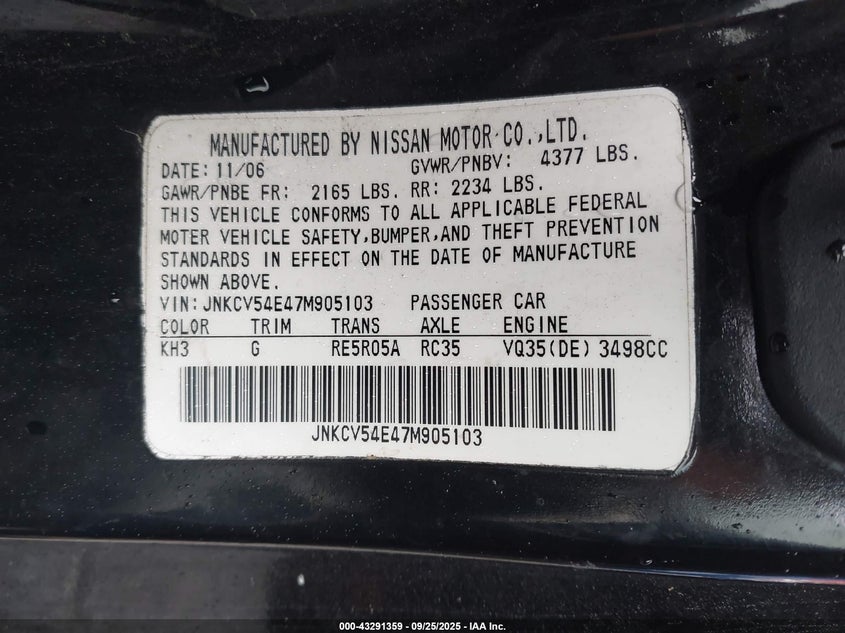 MANUFACTURED BY NISSAN MOTOR CO.,LTD.
DATE: 11/06 GVWR/PNBV: 4377 LBS.
GAWR/PNBE FR: 2165 LBS. RR: 2234 LBS.
THIS VEHICLE CONFORMS TO ALL APPLICABLE FEDERAL
MOTER VEHICLE SAFETY,BUMPER,AND THEFT PREVENTION
STANDARDS IN EFFECT ON THE DATE OF MANUFACTURE
SHOWN ABOVE.
VIN: JNKCV54E47M905103 PASSENGER CAR
COLOR TRIM TRANS AXLE ENGINE
KH3 G RE5R05A RC35 VQ35(DE) 3498CC
JNKCV54E47M905103
000-43291359 - 09/25/2025 - IAA Inc.